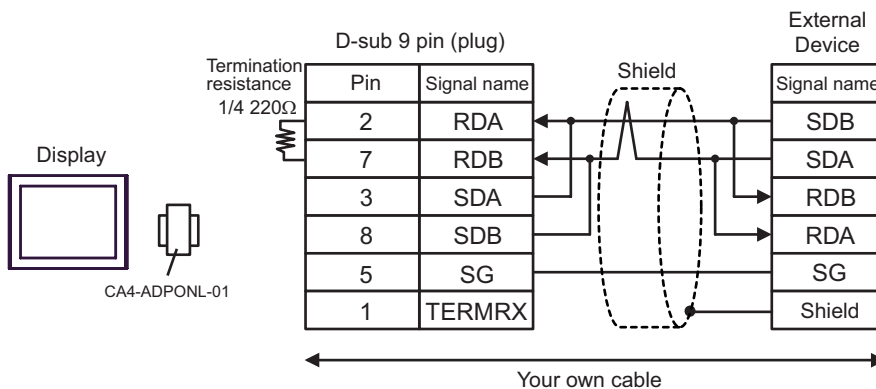 External
Device
D-sub 9 pin (plug)
Termination
resistance
1/4 220Ω
Shield
Pin Signal name Signal name
2 RDA SDB
7 RDB SDA
3 SDA RDB
8 SDB RDA
5 SG SG
1 TERMRX Shield
Display
CA4-ADPONL-01
Your own cable